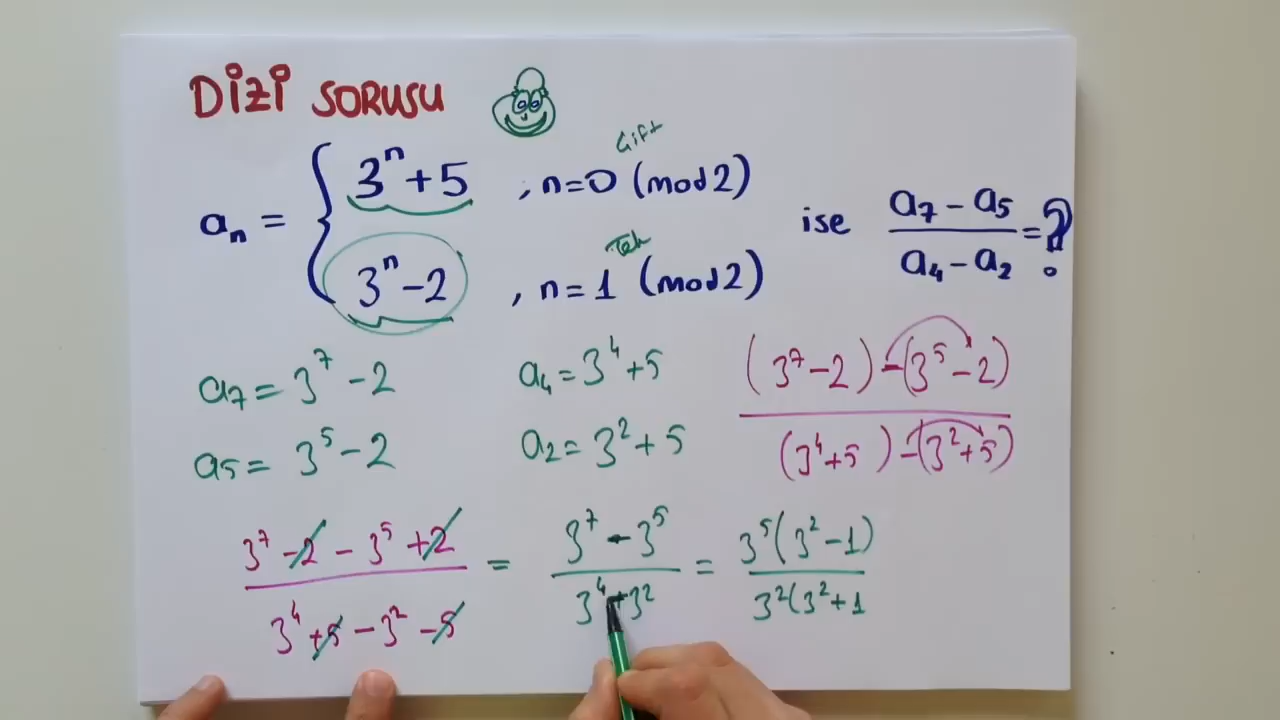 DiZi SORUSU
Çift
aₙ = { 3ⁿ + 5 , n = 0 (mod 2)
Tek
3ⁿ - 2 , n = 1 (mod 2)
ise (a₇ - a₅) / (a₄ - a₂) = ?
a₇ = 3⁷ - 2
a₅ = 3⁵ - 2
a₄ = 3⁴ + 5
a₂ = 3² + 5
(3⁷ - 2) - (3⁵ - 2)
(3⁴ + 5) - (3² + 5)
3⁷ - 2 - 3⁵ + 2
3⁴ + 5 - 3² - 5
=
3⁷ - 3⁵
3⁴ + 3²
=
3⁵(3² - 1)
3²(3² + 1